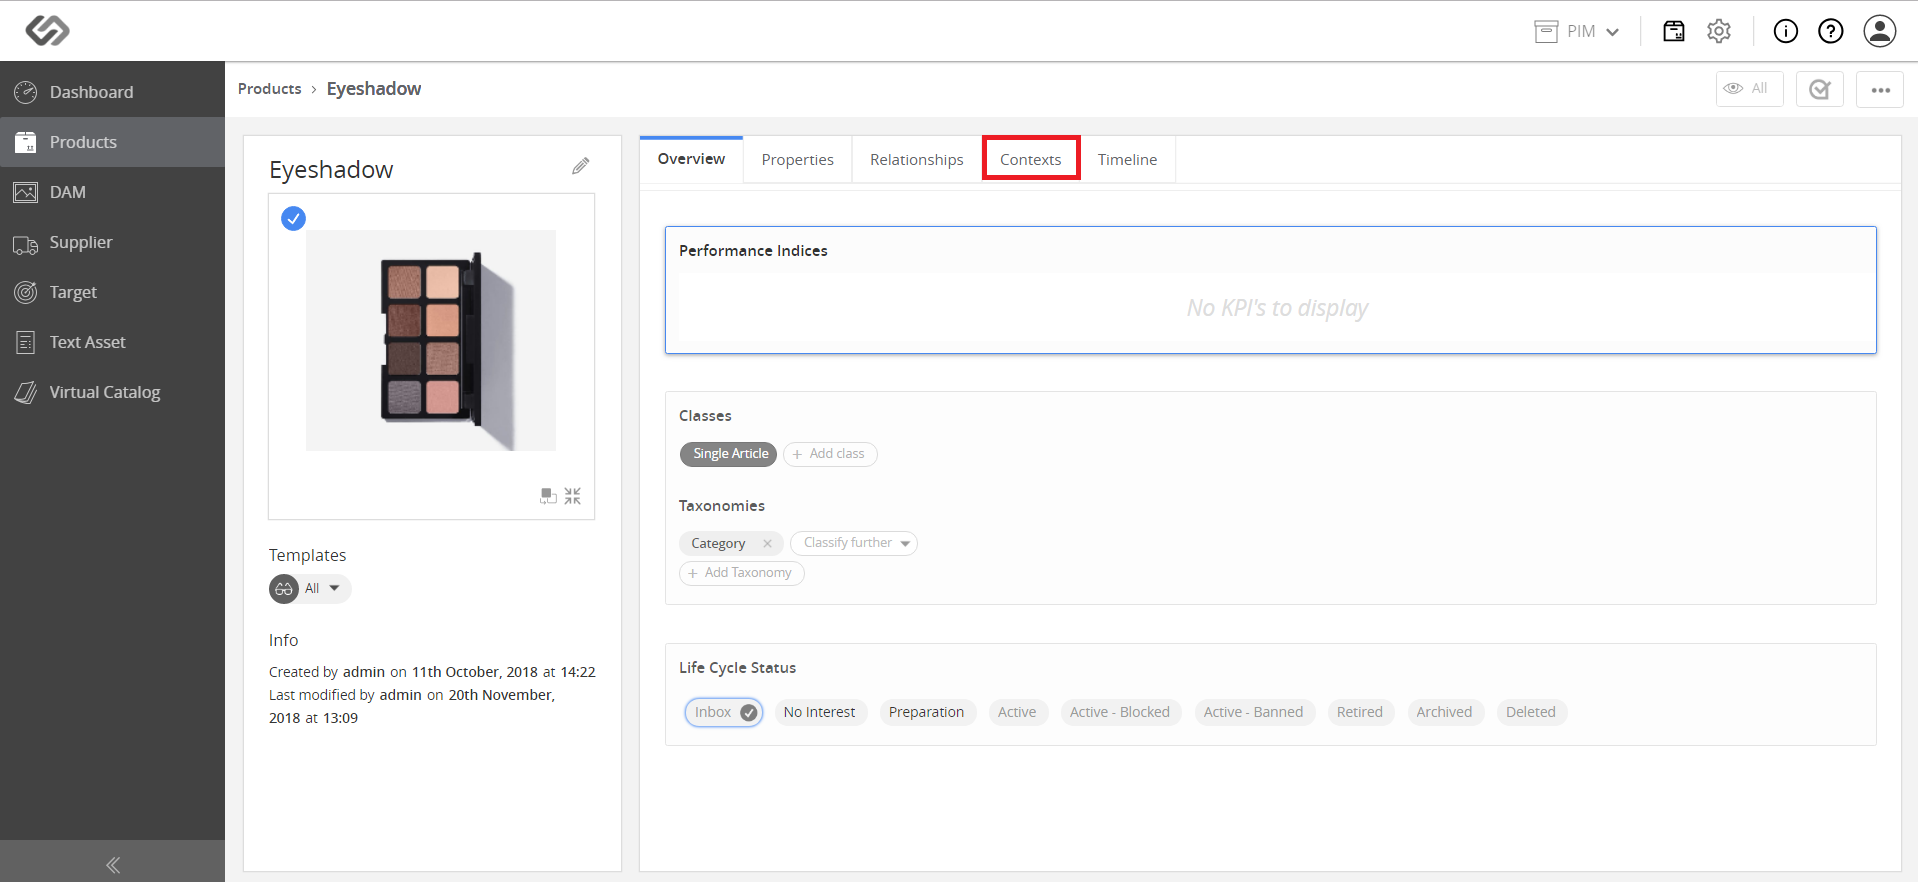 PIM
Dashboard
Products
DAM
Supplier
Target
Text Asset
Virtual Catalog
Products › Eyeshadow
All
Eyeshadow
Templates
All
Info
Created by admin on 11th October, 2018 at 14:22
Last modified by admin on 20th November,
2018 at 13:09
Overview Properties Relationships Contexts Timeline
Performance Indices
No KPI's to display
Classes
Single Article + Add class
Taxonomies
Category × Classify further
+ Add Taxonomy
Life Cycle Status
Inbox No Interest Preparation Active Active - Blocked Active - Banned Retired Archived Deleted